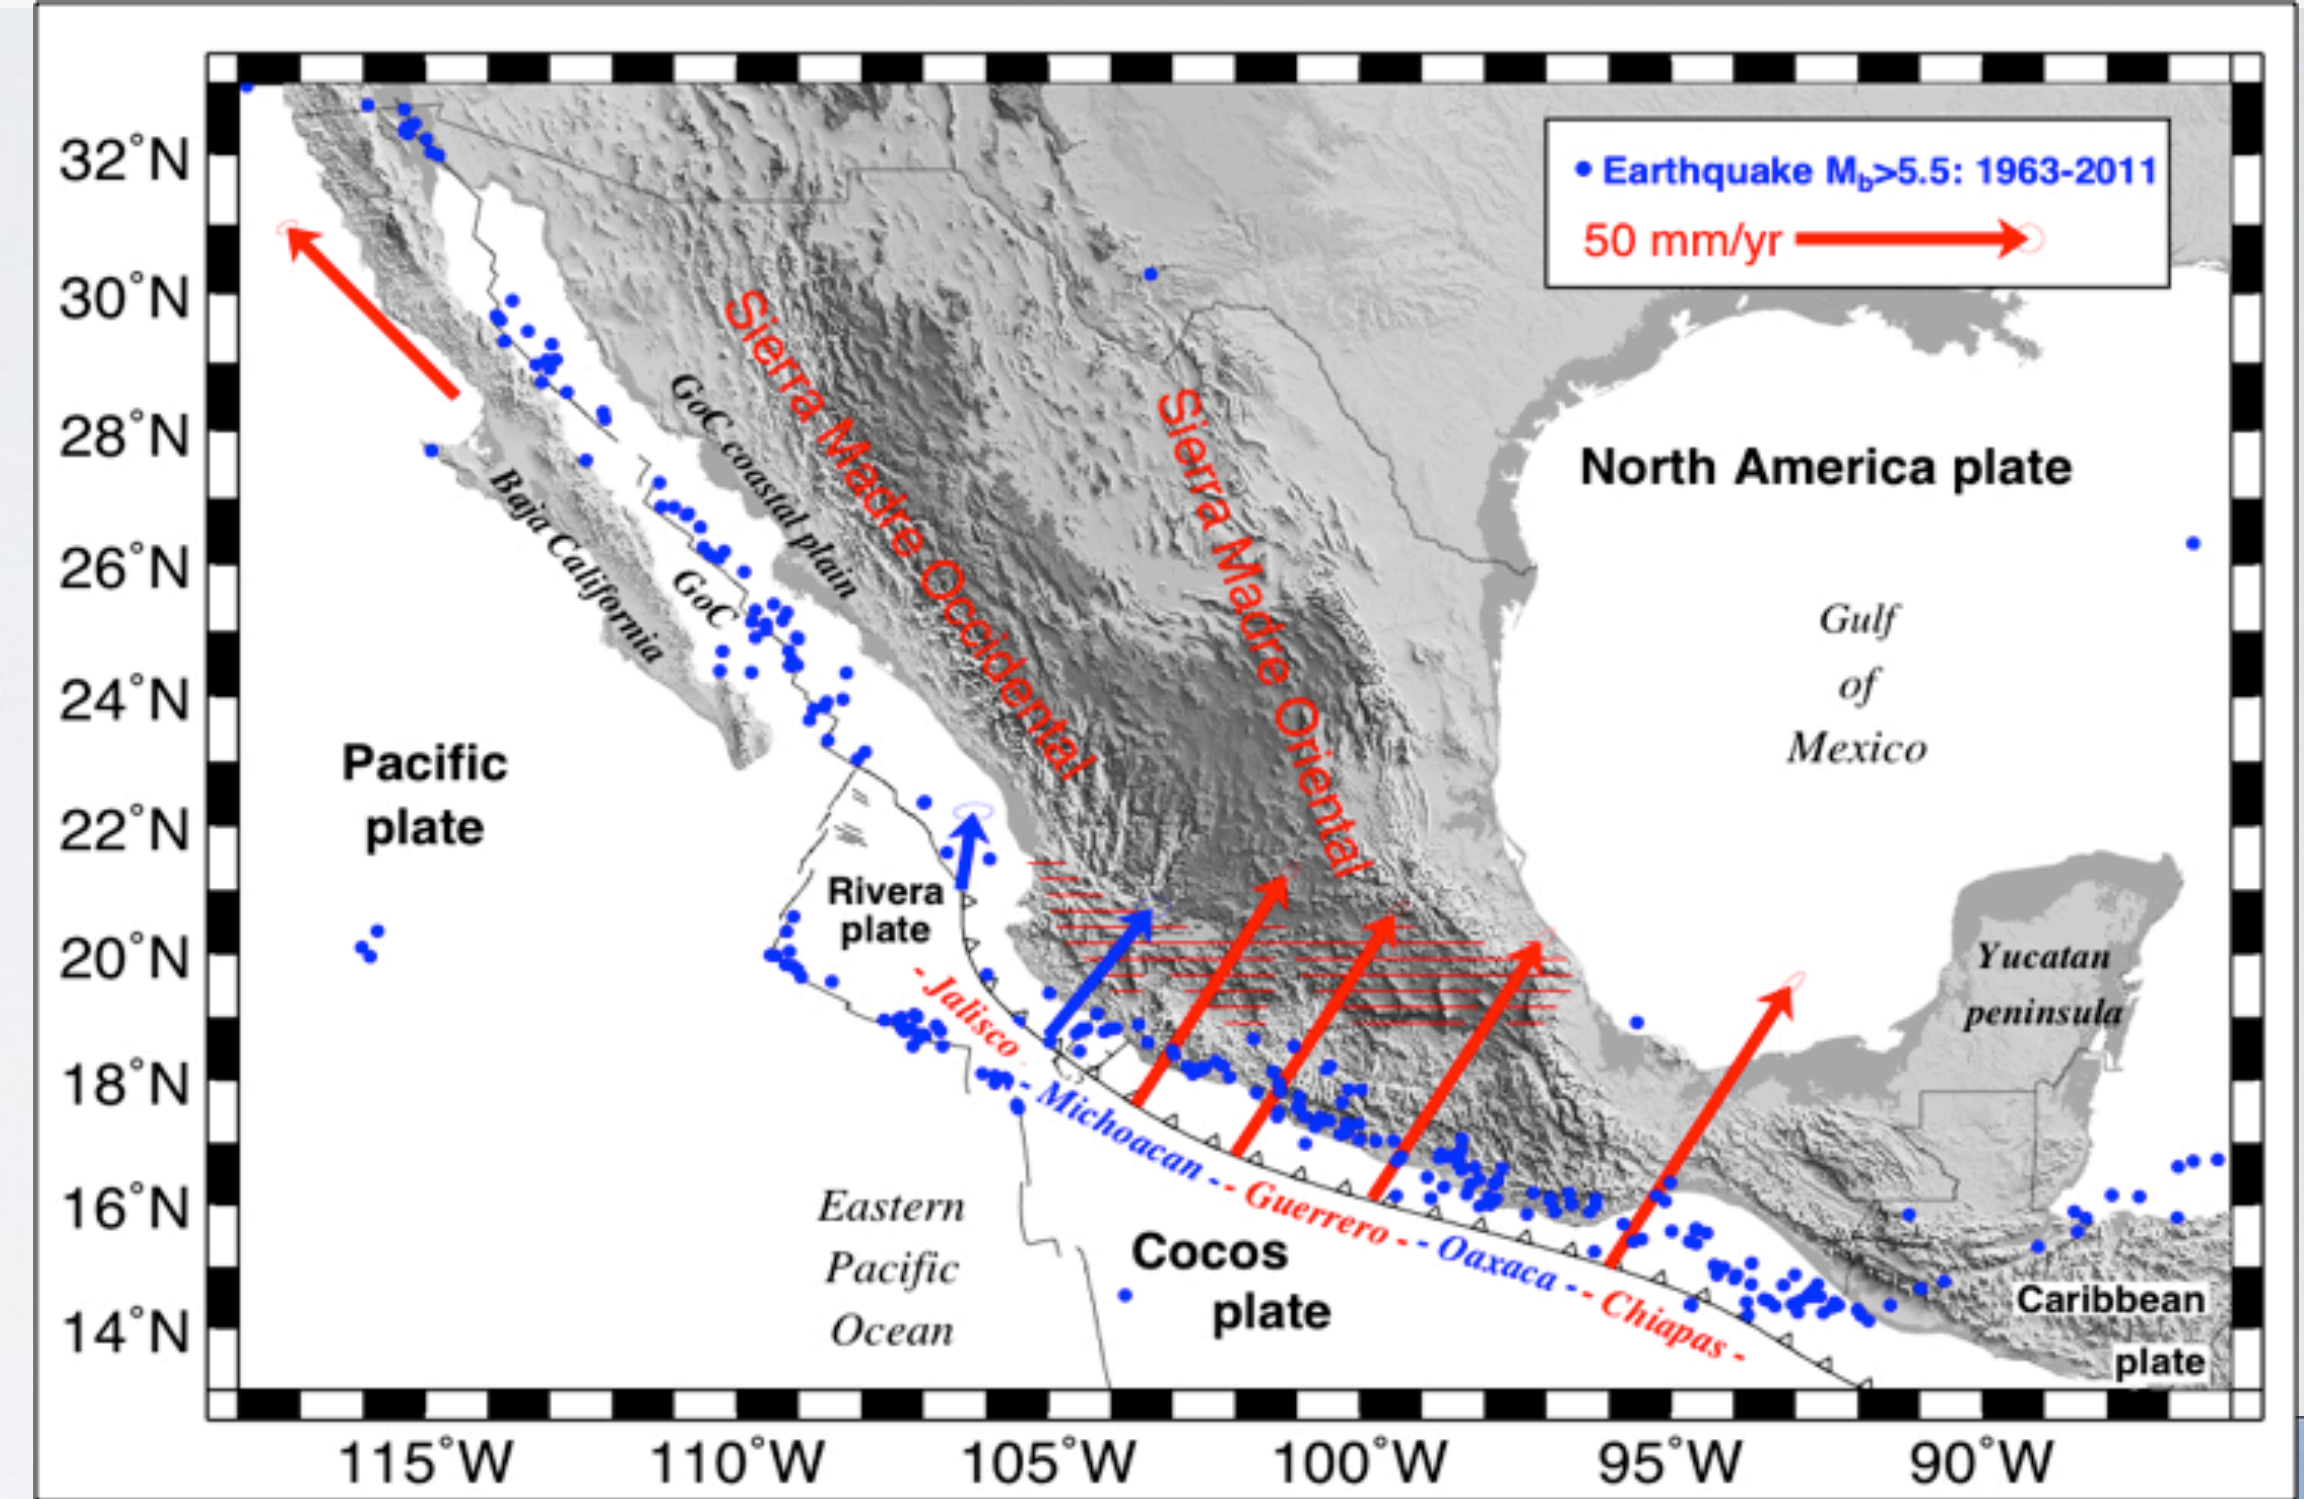 Earthquake Mb>5.5: 1963-2011
50 mm/yr
32°N
30°N
28°N
26°N
24°N
22°N
20°N
18°N
16°N
14°N
Sierra Madre Occidental
Sierra Madre Oriental
GoC coastal plain
Baja California
GoC
North America plate
Gulf
of
Mexico
Pacific
plate
Rivera
plate
Yucatan
peninsula
- Jalisco -
- Michoacan -
- Guerrero -
- Oaxaca -
- Chiapas -
Eastern
Pacific
Ocean
Cocos
plate
Caribbean
plate
115°W
110°W
105°W
100°W
95°W
90°W